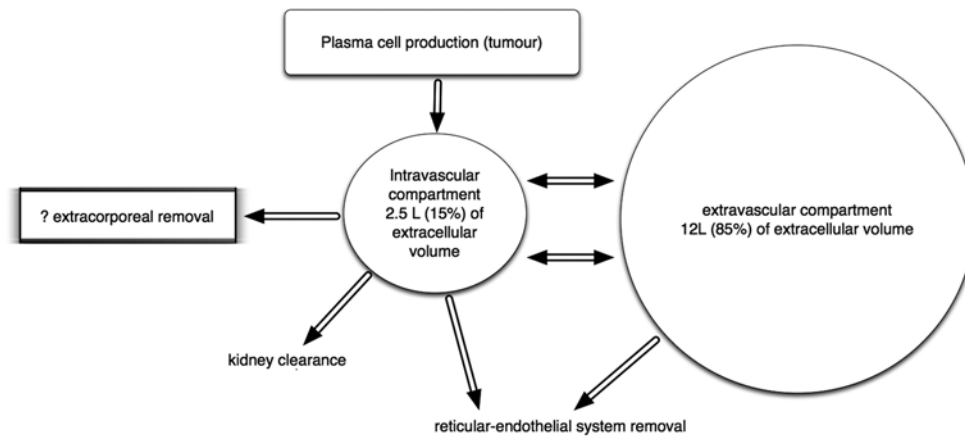 Plasma cell production (tumour)
Intravascular
compartment
2.5 L (15%) of
extracellular
volume
extravascular compartment
12L (85%) of extracellular volume
? extracorporeal removal
kidney clearance
reticular-endothelial system removal